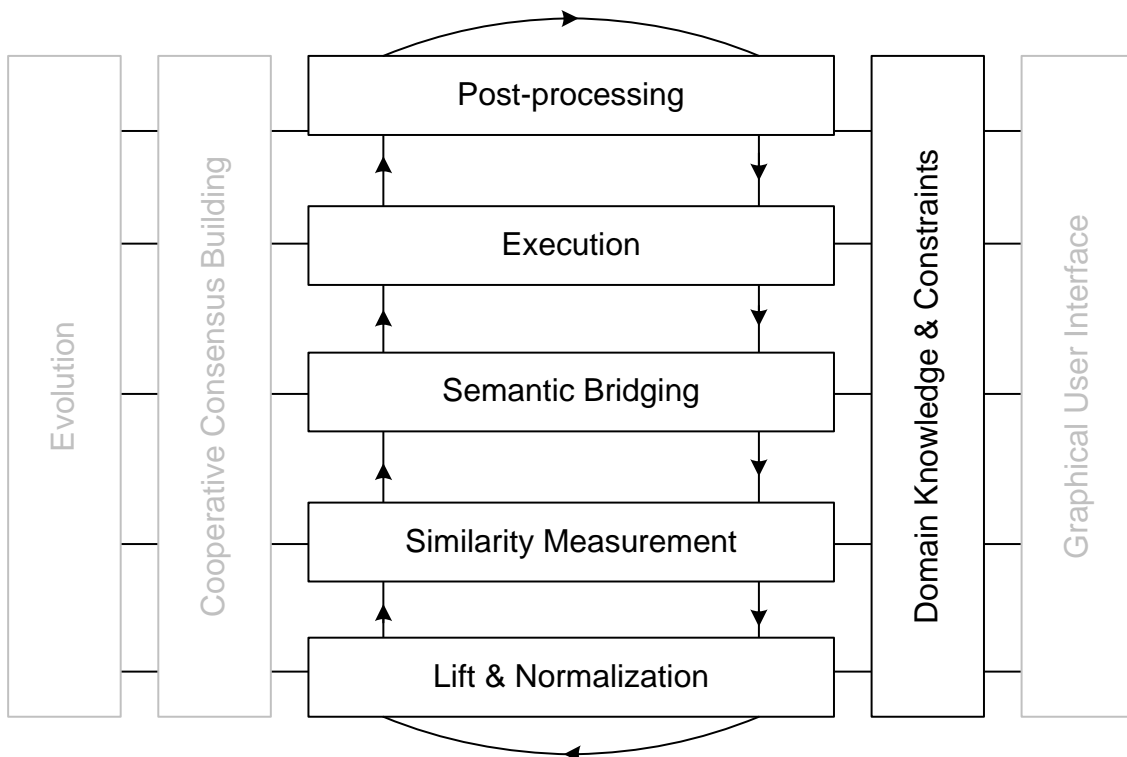 Post-processing
Execution
Semantic Bridging
Similarity Measurement
Lift & Normalization
Evolution
Cooperative Consensus Building
Domain Knowledge & Constraints
Graphical User Interface